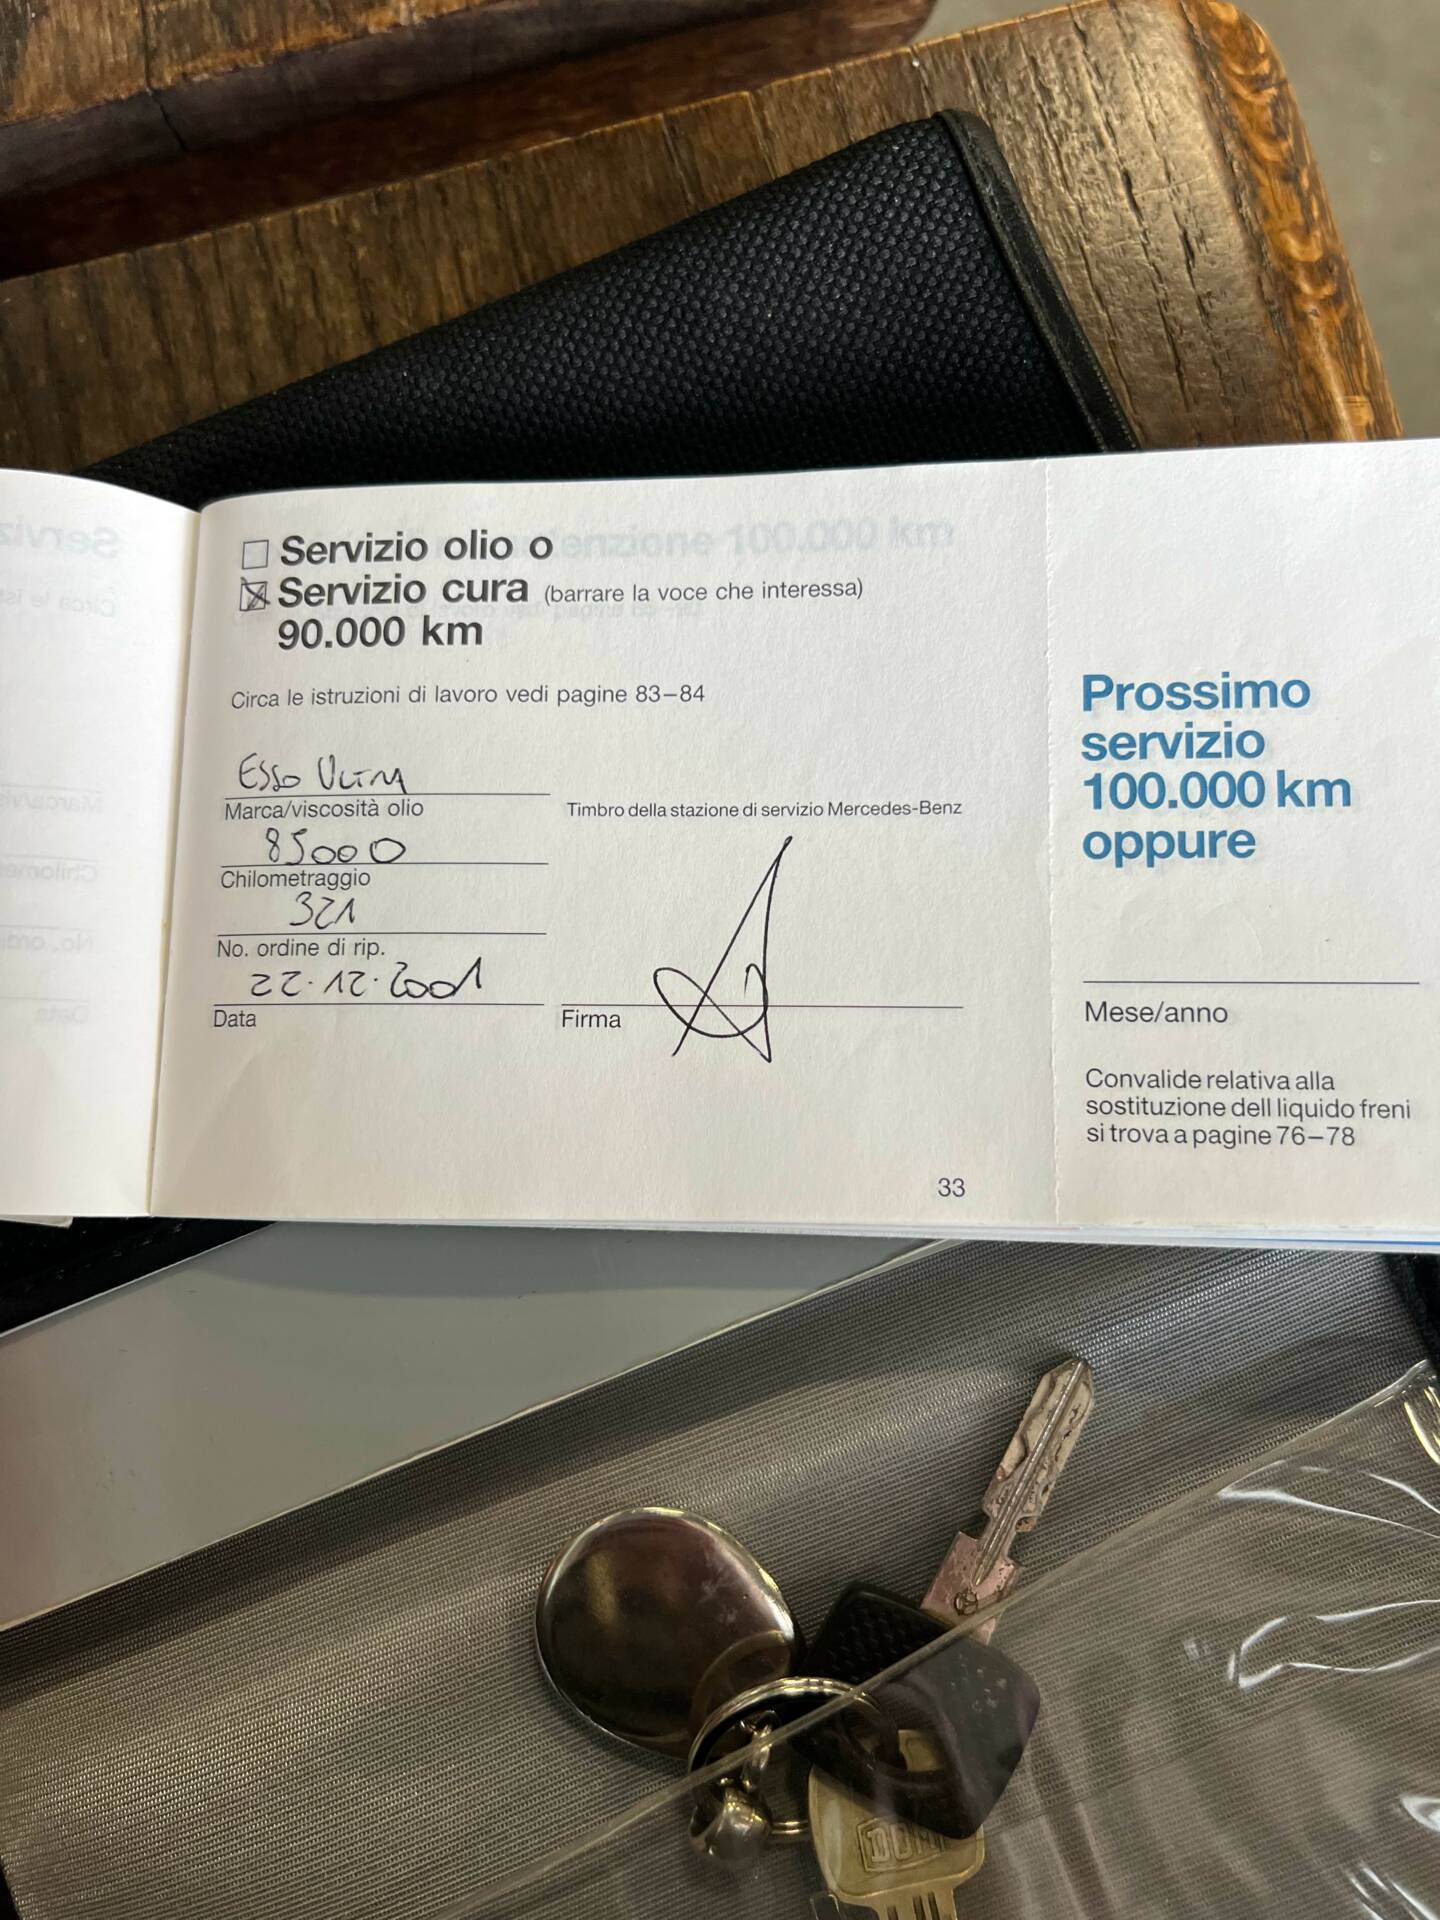 Servizio olio o
Servizio cura (barrare la voce che interessa)
90.000 km
Circa le istruzioni di lavoro vedi pagine 83–84
Esso Ultra
Marca/viscosità olio
85000
Chilometraggio
321
No. ordine di rip.
22.12.2001
Data
Timbro della stazione di servizio Mercedes-Benz
Firma
33
Prossimo
servizio
100.000 km
oppure
Mese/anno
Convalide relativa alla
sostituzione dell liquido freni
si trova a pagine 76–78